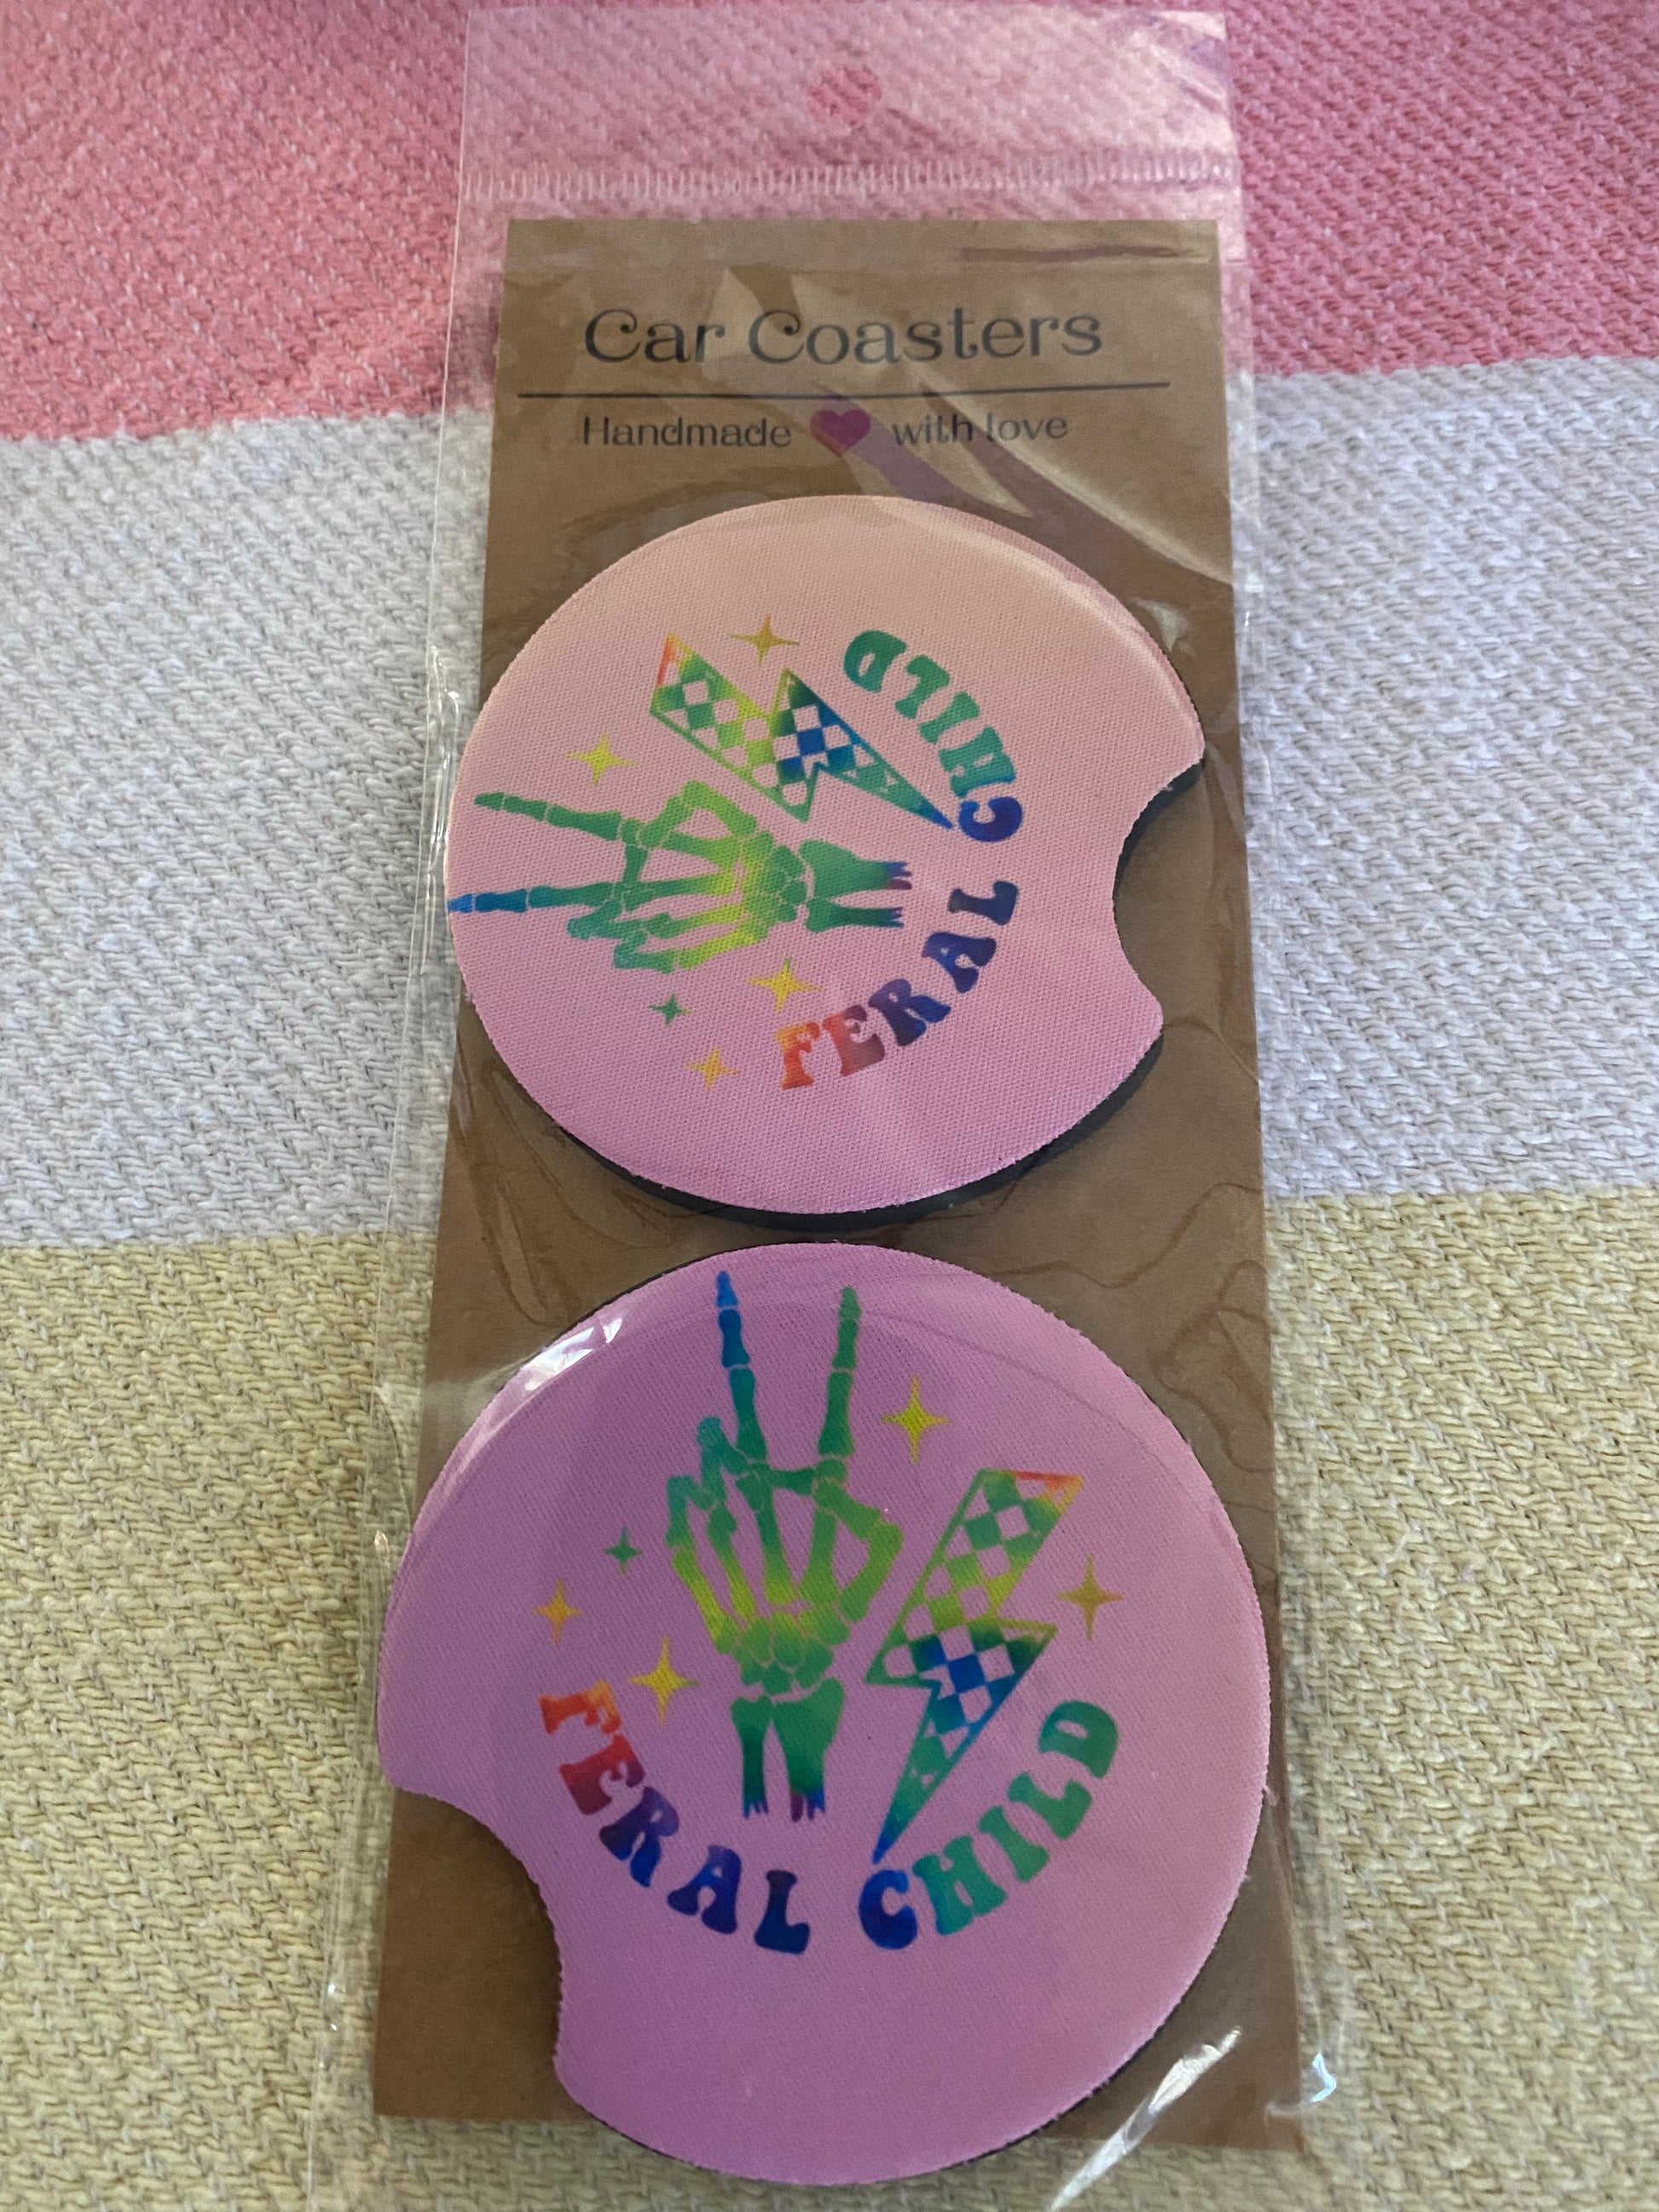 Car Coasters
Handmade with love
FERAL CHILD
FERAL CHILD